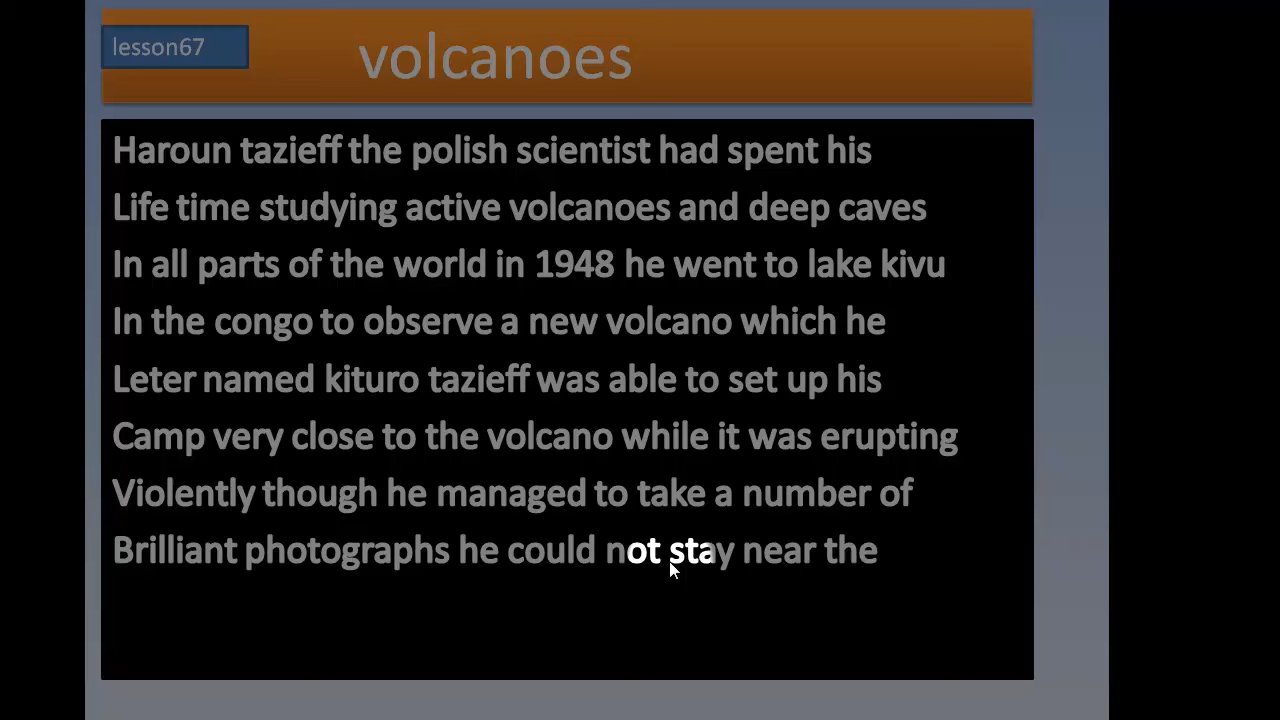 lesson67
volcanoes
Haroun tazieff the polish scientist had spent his
Life time studying active volcanoes and deep caves
In all parts of the world in 1948 he went to lake kivu
In the congo to observe a new volcano which he
Leter named kituro tazieff was able to set up his
Camp very close to the volcano while it was erupting
Violently though he managed to take a number of
Brilliant photographs he could not stay near the